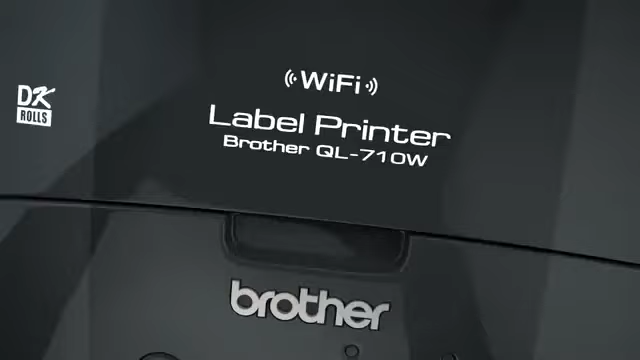 WiFi
DK
ROLLS
Label Printer
Brother QL-710W
brother